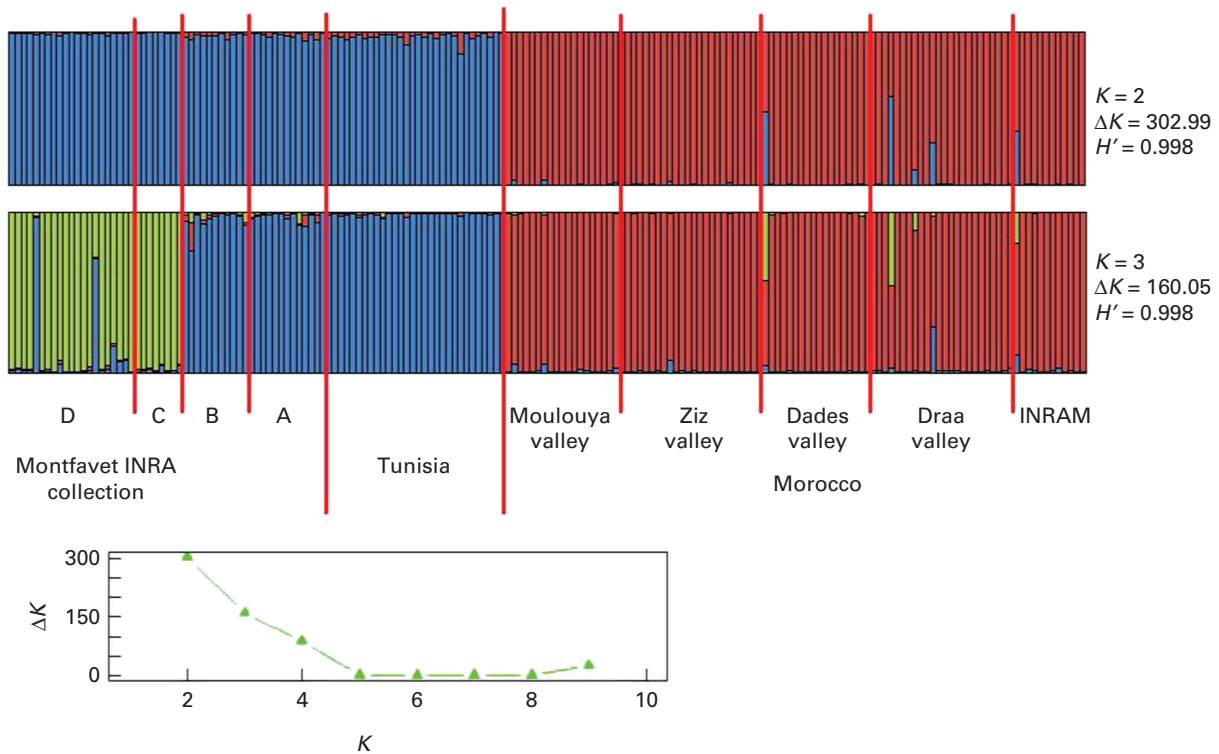 K = 2
ΔK = 302.99
H′ = 0.998
K = 3
ΔK = 160.05
H′ = 0.998
D C B A Moulouya valley Ziz valley Dades valley Draa valley INRAM
Montfavet INRA collection Tunisia Morocco
300
150
0
ΔK
2 4 6 8 10
K